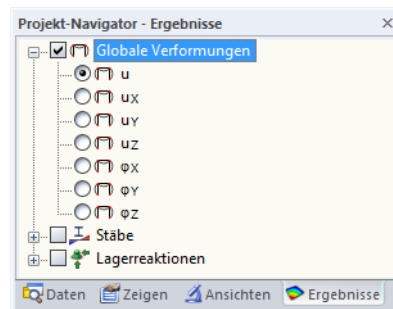 Projekt-Navigator - Ergebnisse
Globale Verformungen
u
uX
uY
uZ
φX
φY
φZ
Stäbe
Lagerreaktionen
Daten Zeigen Ansichten Ergebnisse